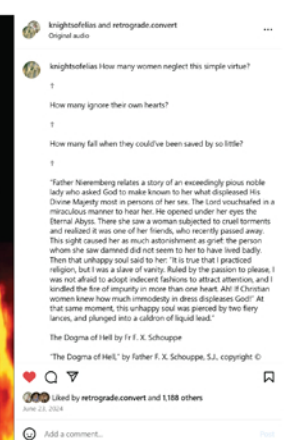 knightsofelias and retrograde.convert
Original audio
knightsofelias How many women neglect this simple virtue?
†
How many ignore their own hearts?
†
How many fall when they could've been saved by so little?
†
"Father Nieremberg relates a story of an exceedingly pious noble
lady who asked God to make known to her what displeased His
Divine Majesty most in persons of her sex. The Lord vouchsafed in a
miraculous manner to hear her. He opened under her eyes the
Eternal Abyss. There she saw a woman subjected to cruel torments
and realized it was one of her friends, who recently passed away.
This sight caused her as much astonishment as grief: the person
whom she saw damned did not seem to her to have lived badly.
Then that unhappy soul said to her: "It is true that I practiced
religion, but I was a slave of vanity. Ruled by the passion to please, I
was not afraid to adopt indecent fashions to attract attention, and I
kindled the fire of impurity in more than one heart. Ah! If Christian
women knew how much immodesty in dress displeases God!" At
that same moment, this unhappy soul was pierced by two fiery
lances, and plunged into a caldron of liquid lead."
The Dogma of Hell by Fr F. X. Schouppe
"The Dogma of Hell," by Father F. X. Schouppe, S.J., copyright ©
Liked by retrograde.convert and 1,188 others
June 23, 2024
Add a comment...
Post